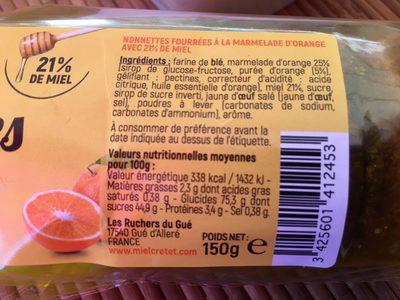 NONNETTES FOURRÉES À LA MARMELADE D'ORANGE
AVEC 21% DE MIEL
21%
DE MIEL
Ingrédients : farine de blé, marmelade d'orange 25%
(sirop de glucose-fructose, purée d'orange (5%),
gélifiant : pectines, correcteur d'acidité : acide
citrique, huile essentielle d'orange), miel 21%, sucre,
sirop de sucre inverti, jaune d'œuf salé (jaune d'œuf,
sel), poudres à lever (carbonates de sodium,
carbonates d'ammonium), arôme.
À consommer de préférence avant la
date indiquée au dessus de l'étiquette.
Valeurs nutritionnelles moyennes
pour 100g :
Valeur énergétique 338 kcal / 1432 kJ -
Matières grasses 2,3 g dont acides gras
saturés 0,38 g - Glucides 75,3 g dont
sucres 44,9 g - Protéines 3,4 g - Sel 0,38 g.
Les Ruchers du Gué
17540 Gué d'Alleré
FRANCE
www.mielcretet.com
POIDS NET :
150g e
3 425601 412453